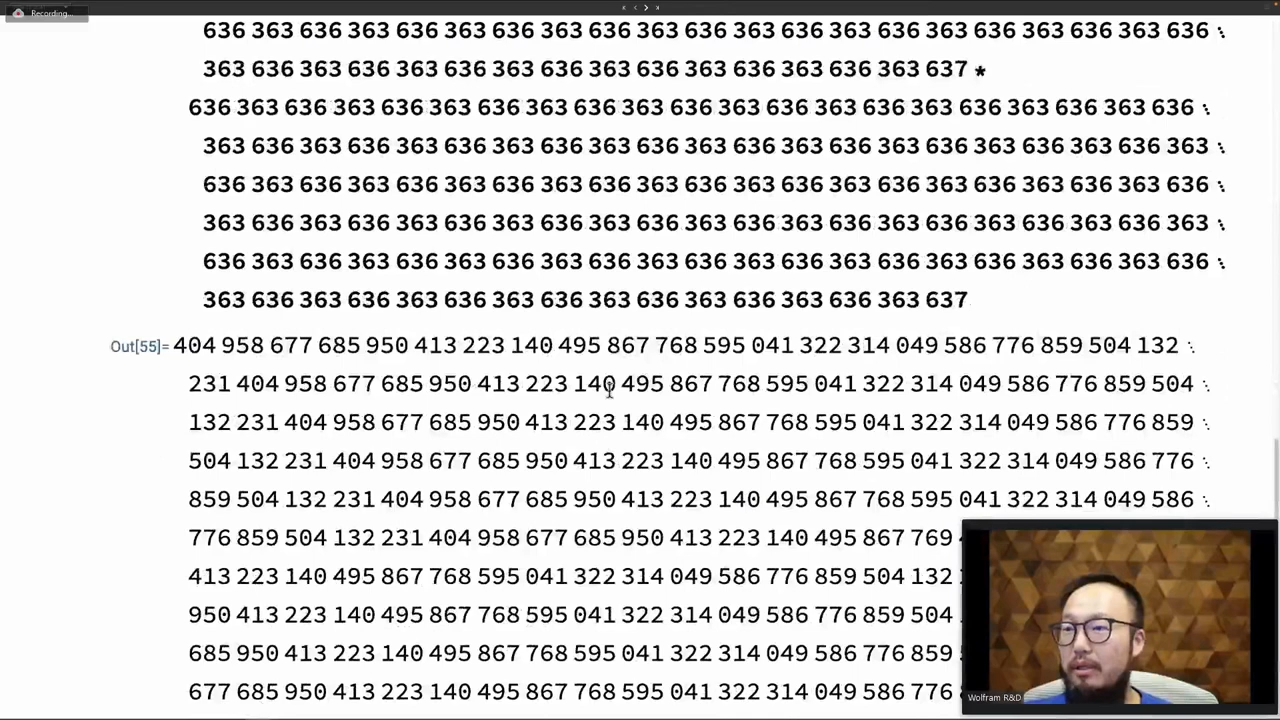 Recording...
636 363 636 363 636 363 636 363 636 363 636 363 636 363 636 363 636 363 636 363 636
363 636 363 636 363 636 363 636 363 636 363 636 363 636 363 637 *
636 363 636 363 636 363 636 363 636 363 636 363 636 363 636 363 636 363 636 363 636
363 636 363 636 363 636 363 636 363 636 363 636 363 636 363 636 363 636 363 636 363
636 363 636 363 636 363 636 363 636 363 636 363 636 363 636 363 636 363 636 363 636
363 636 363 636 363 636 363 636 363 636 363 636 363 636 363 636 363 636 363 636 363
636 363 636 363 636 363 636 363 636 363 636 363 636 363 636 363 636 363 636 363 636
363 636 363 636 363 636 363 636 363 636 363 636 363 636 363 637
Out[55]= 404 958 677 685 950 413 223 140 495 867 768 595 041 322 314 049 586 776 859 504 132
231 404 958 677 685 950 413 223 140 495 867 768 595 041 322 314 049 586 776 859 504
132 231 404 958 677 685 950 413 223 140 495 867 768 595 041 322 314 049 586 776 859
504 132 231 404 958 677 685 950 413 223 140 495 867 768 595 041 322 314 049 586 776
859 504 132 231 404 958 677 685 950 413 223 140 495 867 768 595 041 322 314 049 586
776 859 504 132 231 404 958 677 685 950 413 223 140 495 867 769
413 223 140 495 867 768 595 041 322 314 049 586 776 859 504 132
950 413 223 140 495 867 768 595 041 322 314 049 586 776 859 504
685 950 413 223 140 495 867 768 595 041 322 314 049 586 776 859
677 685 950 413 223 140 495 867 768 595 041 322 314 049 586 776
Wolfram R&D